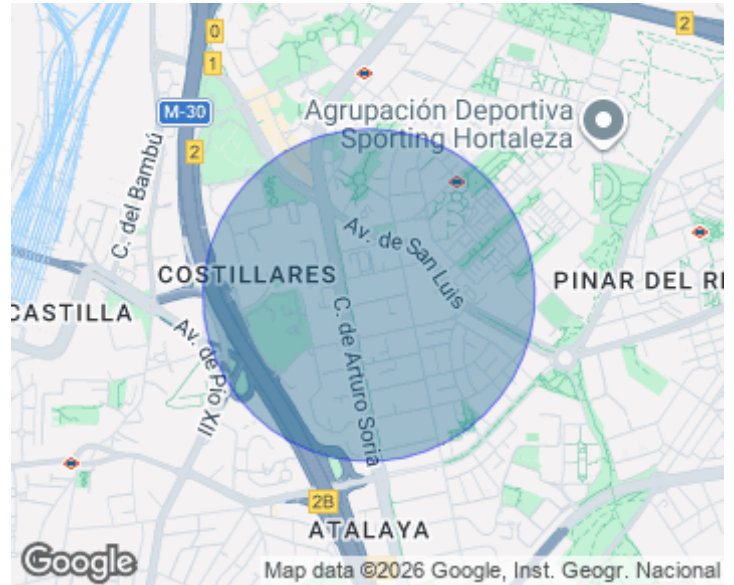 0
2
1
M-30
Agrupación Deportiva
Sporting Hortaleza
2
C. del Bambú
Av. de San Luis
COSTILLARES
PINAR DEL RE
CASTILLA
Av. de Pío XII
C. de Arturo Soria
2B
ATALAYA
Google
Map data ©2026 Google, Inst. Geogr. Nacional